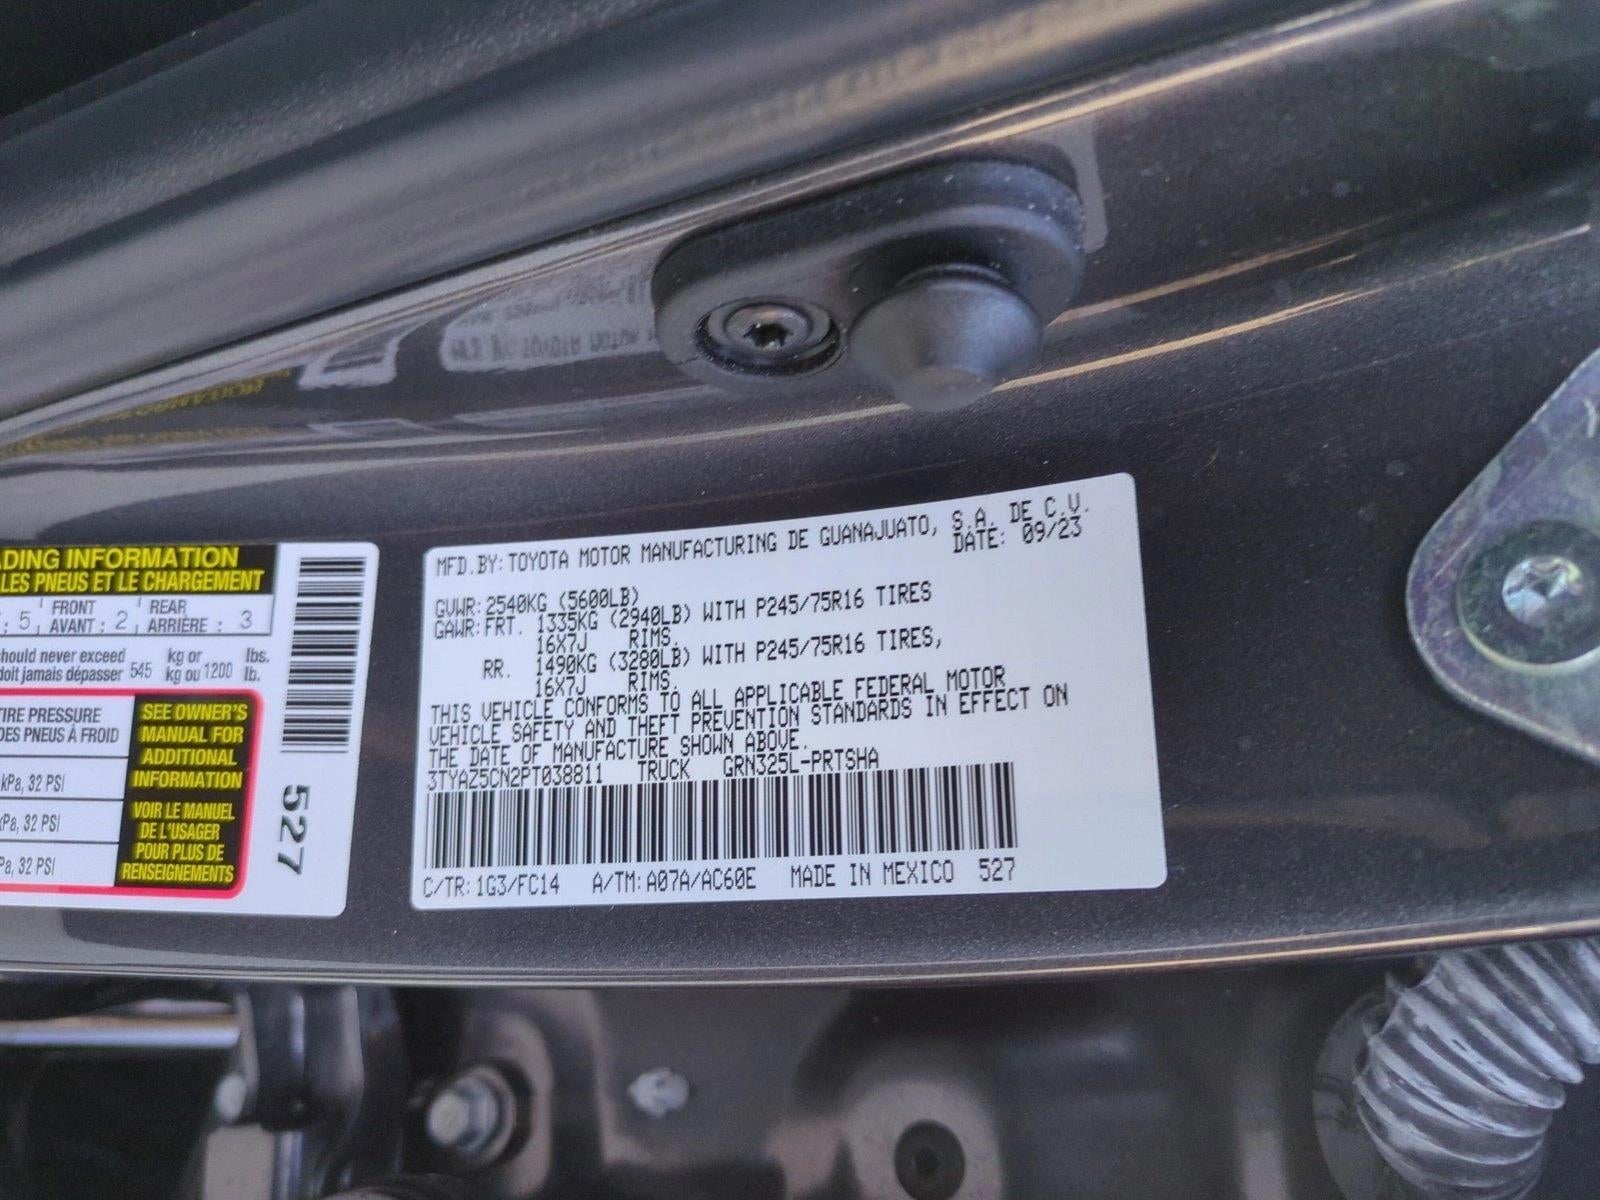 ADING INFORMATION
LES PNEUS ET LE CHARGEMENT
: 5 FRONT AVANT : 2 REAR ARRIÈRE : 3
should never exceed kg or lbs.
doit jamais dépasser 545 kg ou 1200 lb.
TIRE PRESSURE
DES PNEUS À FROID
kPa, 32 PSI
kPa, 32 PSI
Pa, 32 PSI
SEE OWNER'S
MANUAL FOR
ADDITIONAL
INFORMATION
VOIR LE MANUEL
DE L'USAGER
POUR PLUS DE
RENSEIGNEMENTS
527
MFD.BY: TOYOTA MOTOR MANUFACTURING DE GUANAJUATO, S.A. DE C.V.
DATE: 09/23
GVWR: 2540KG (5600LB)
GAWR: FRT. 1335KG (2940LB) WITH P245/75R16 TIRES
16X7J RIMS.
RR. 1490KG (3280LB) WITH P245/75R16 TIRES,
16X7J RIMS.
THIS VEHICLE CONFORMS TO ALL APPLICABLE FEDERAL MOTOR
VEHICLE SAFETY AND THEFT PREVENTION STANDARDS IN EFFECT ON
THE DATE OF MANUFACTURE SHOWN ABOVE.
3TYAZ5CN2PT038811 TRUCK GRN325L-PRTSHA
C/TR: 1G3/FC14 A/TM: A07A/AC60E MADE IN MEXICO 527